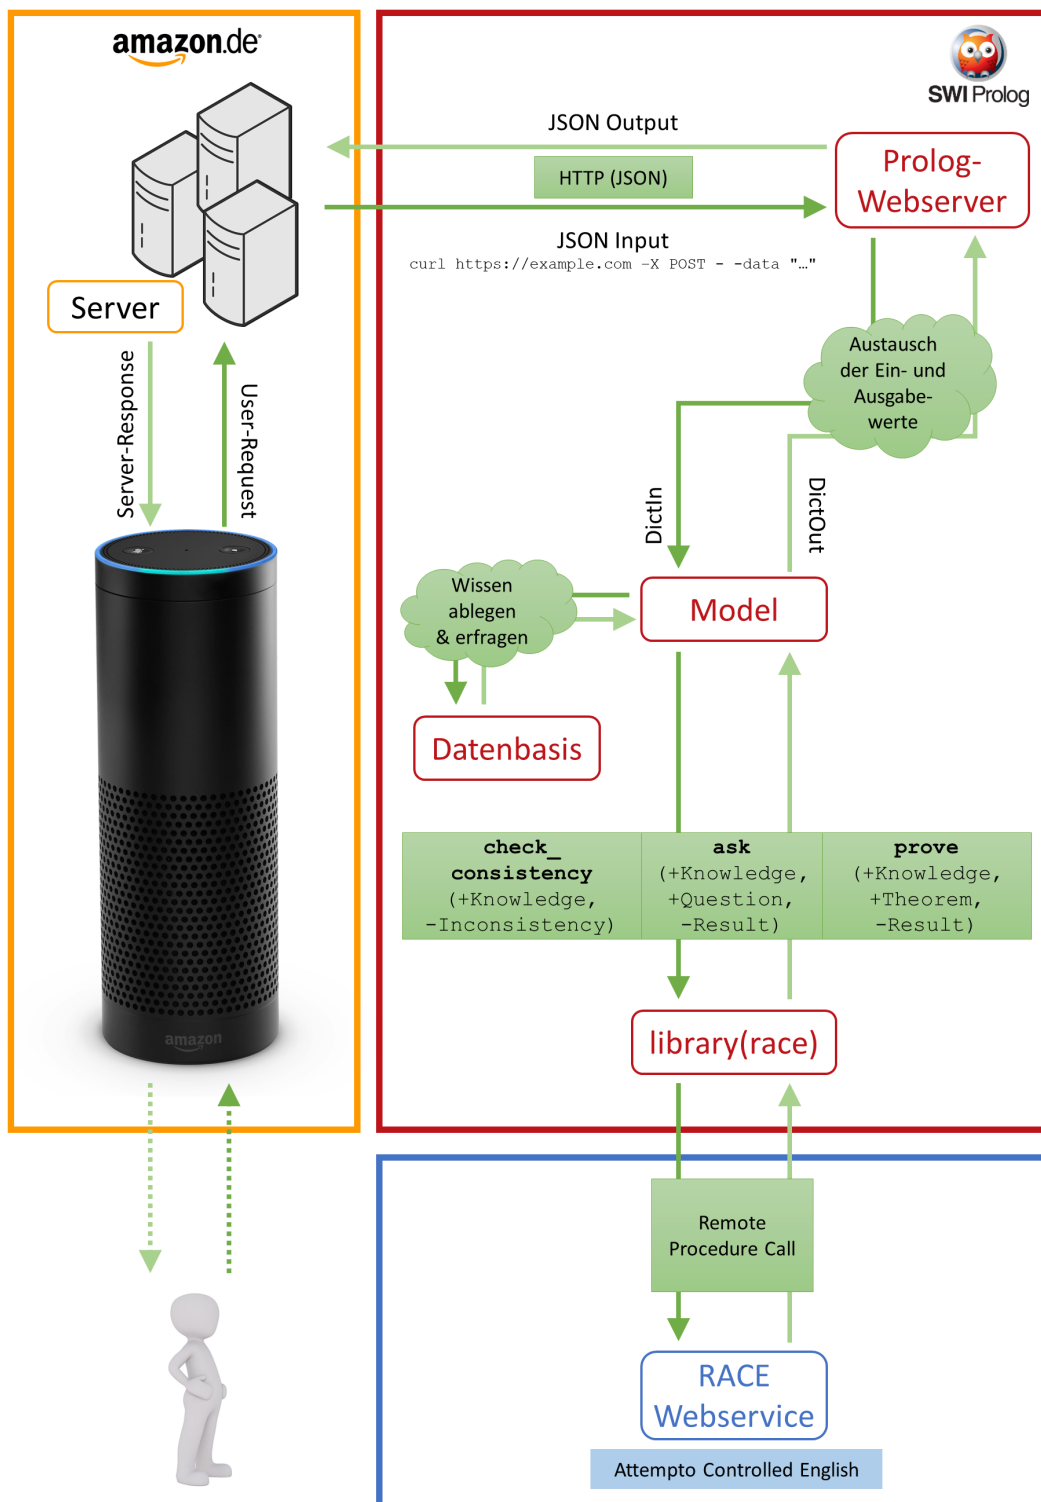 amazon.de
SWI Prolog
JSON Output
HTTP (JSON)
Prolog-
Webserver
JSON Input
curl https://example.com –X POST – –data "…"
Server
Server-Response
User-Request
Austausch
der Ein- und
Ausgabe-
werte
DictIn
DictOut
Wissen
ablegen
& erfragen
Model
Datenbasis
check_
consistency
(+Knowledge,
-Inconsistency)
ask
(+Knowledge,
+Question,
-Result)
prove
(+Knowledge,
+Theorem,
-Result)
amazon
library(race)
Remote
Procedure Call
RACE
Webservice
Attempto Controlled English